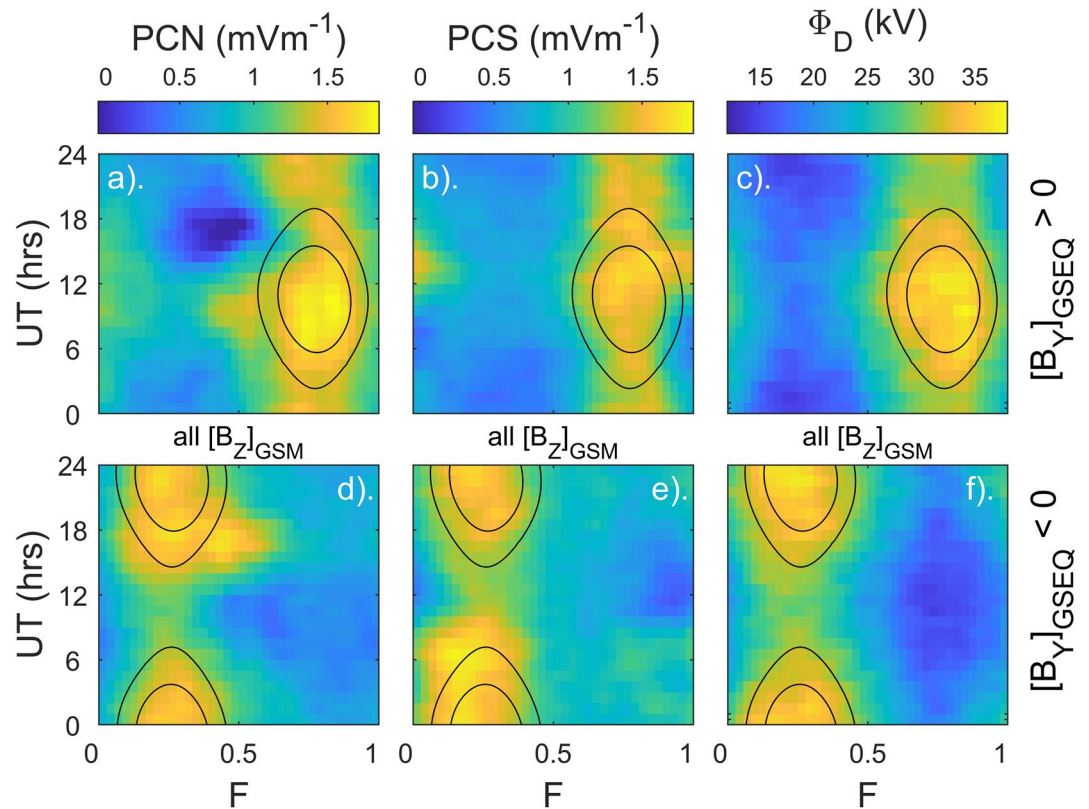 PCN (mVm⁻¹) PCS (mVm⁻¹) Φ_D (kV)
0 0.5 1 1.5 0 0.5 1 1.5 15 20 25 30 35
24 a). b). c).
18
12
6
0
UT (hrs)
[B_Y]_GSEQ > 0
all [B_Z]_GSM all [B_Z]_GSM all [B_Z]_GSM
24 d). e). f).
18
12
6
0
UT (hrs)
[B_Y]_GSEQ < 0
0 0.5 1 0 0.5 1 0 0.5 1
F F F